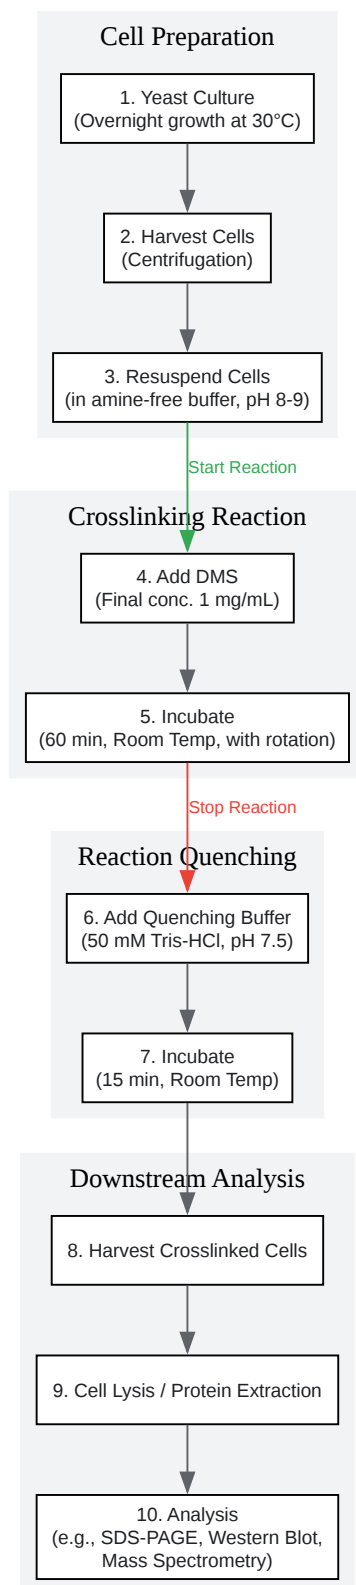 Cell Preparation
1. Yeast Culture
(Overnight growth at 30°C)
2. Harvest Cells
(Centrifugation)
3. Resuspend Cells
(in amine-free buffer, pH 8-9)
Start Reaction
Crosslinking Reaction
4. Add DMS
(Final conc. 1 mg/mL)
5. Incubate
(60 min, Room Temp, with rotation)
Stop Reaction
Reaction Quenching
6. Add Quenching Buffer
(50 mM Tris-HCl, pH 7.5)
7. Incubate
(15 min, Room Temp)
Downstream Analysis
8. Harvest Crosslinked Cells
9. Cell Lysis / Protein Extraction
10. Analysis
(e.g., SDS-PAGE, Western Blot,
Mass Spectrometry)